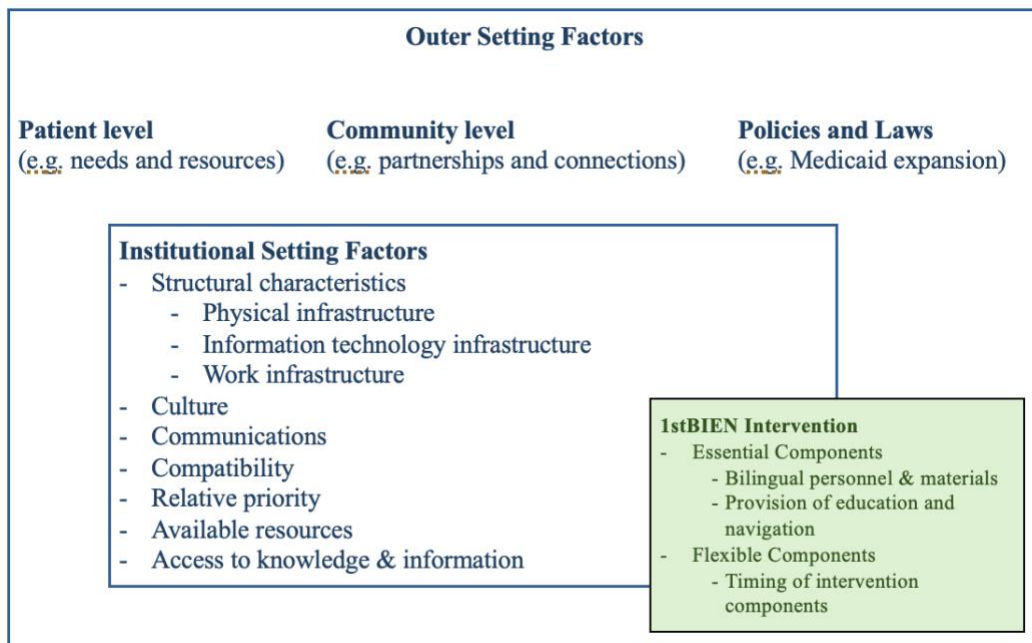 Outer Setting Factors
Patient level
(e.g. needs and resources)
Community level
(e.g. partnerships and connections)
Policies and Laws
(e.g. Medicaid expansion)
Institutional Setting Factors
- Structural characteristics
- Physical infrastructure
- Information technology infrastructure
- Work infrastructure
- Culture
- Communications
- Compatibility
- Relative priority
- Available resources
- Access to knowledge & information
1stBIEN Intervention
- Essential Components
- Bilingual personnel & materials
- Provision of education and
navigation
- Flexible Components
- Timing of intervention
components